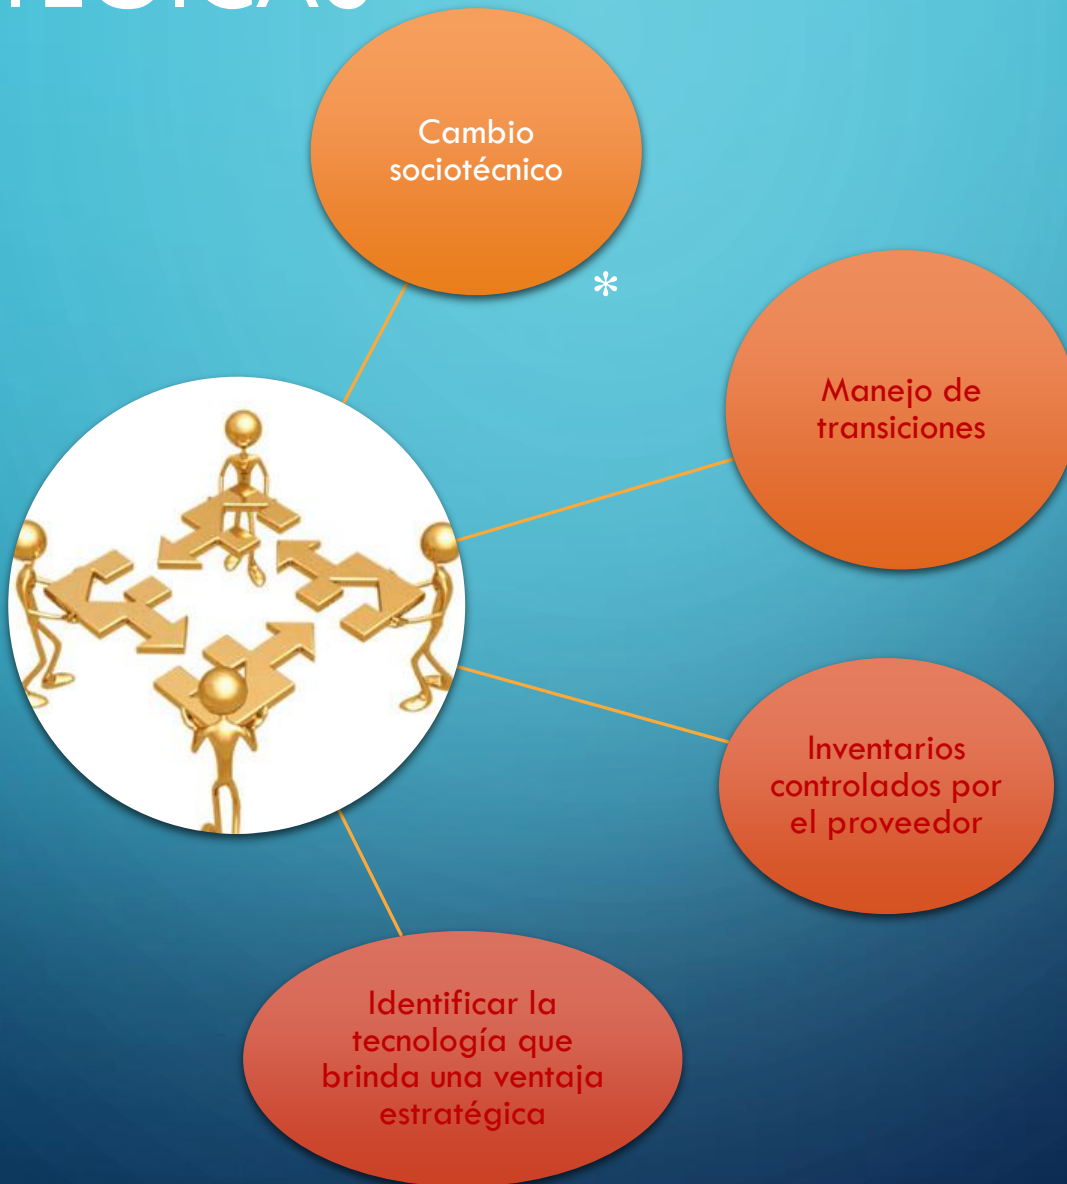 Cambio
sociotécnico
*
Manejo de
transiciones
Inventarios
controlados por
el proveedor
Identificar la
tecnología que
brinda una ventaja
estratégica